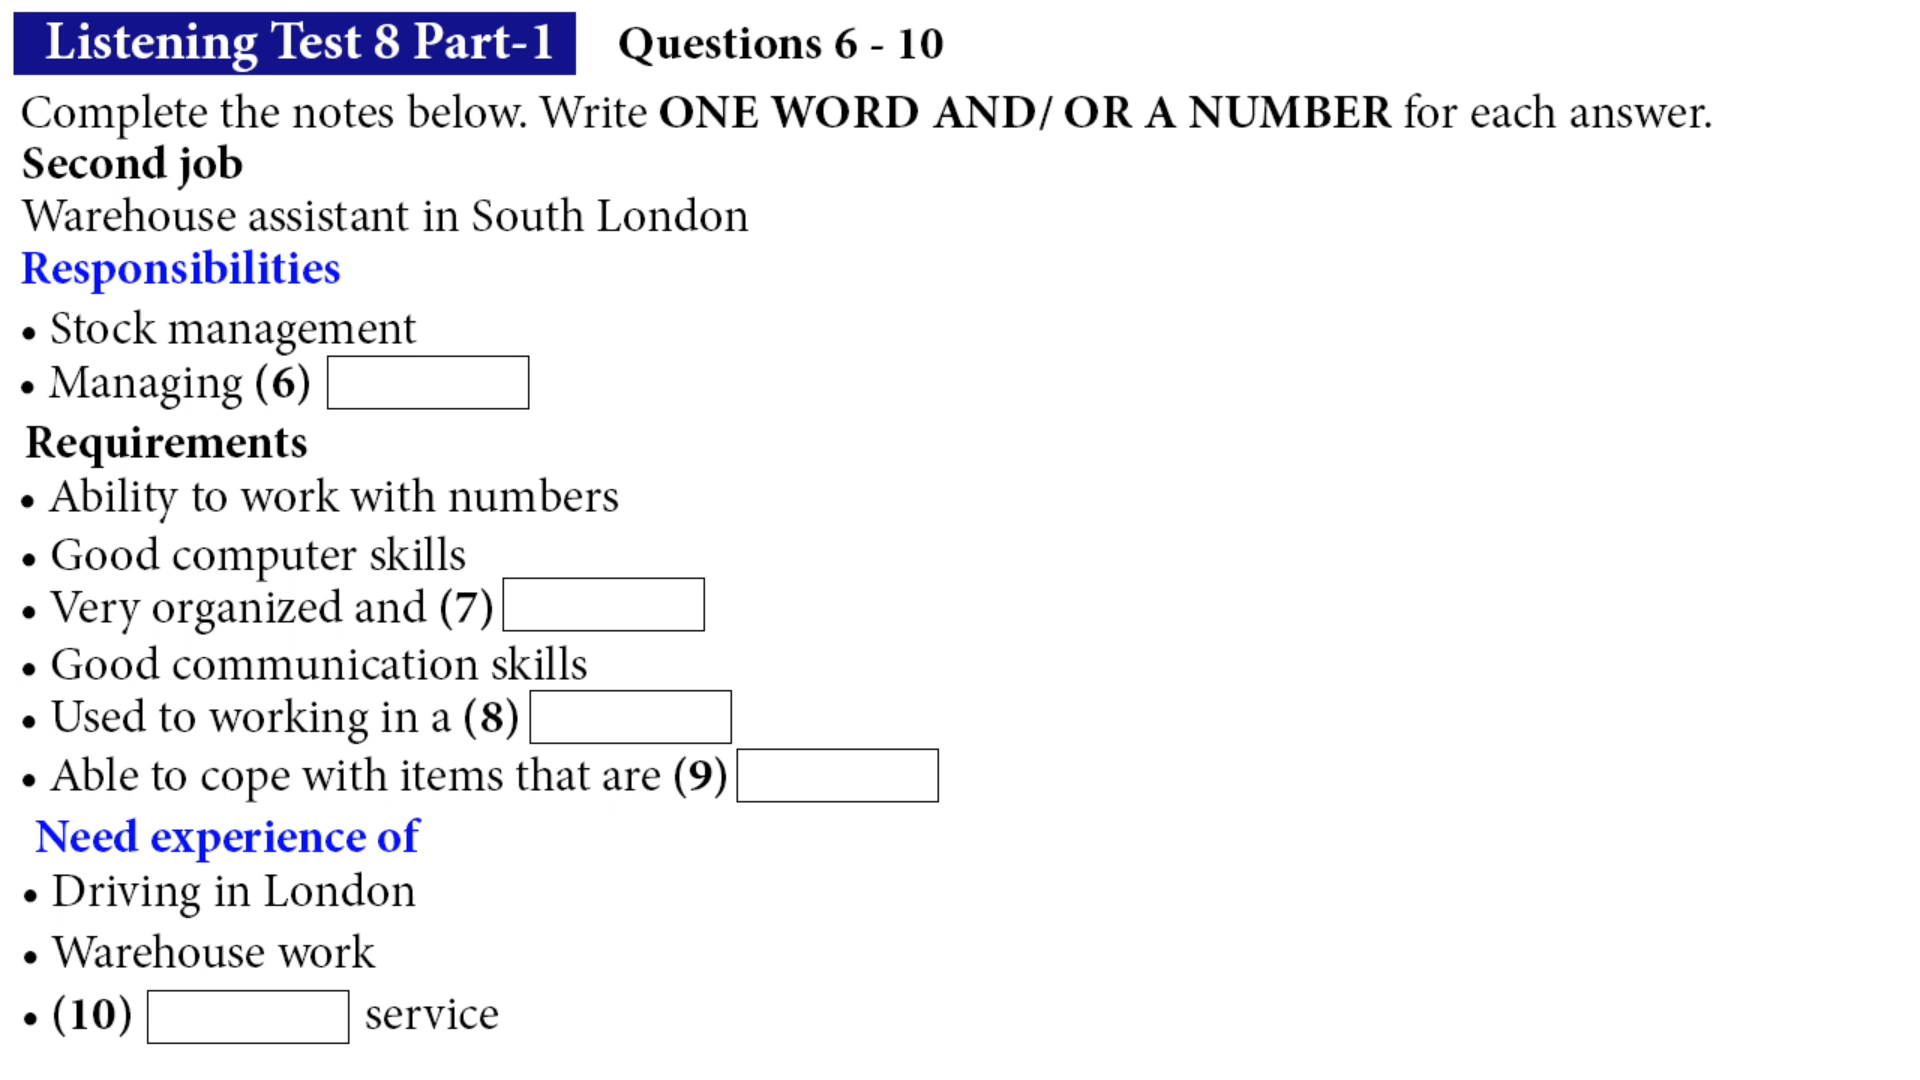 Listening Test 8 Part-1 Questions 6 - 10
Complete the notes below. Write ONE WORD AND/ OR A NUMBER for each answer.
Second job
Warehouse assistant in South London
Responsibilities
• Stock management
• Managing (6)
Requirements
• Ability to work with numbers
• Good computer skills
• Very organized and (7)
• Good communication skills
• Used to working in a (8)
• Able to cope with items that are (9)
Need experience of
• Driving in London
• Warehouse work
• (10) service